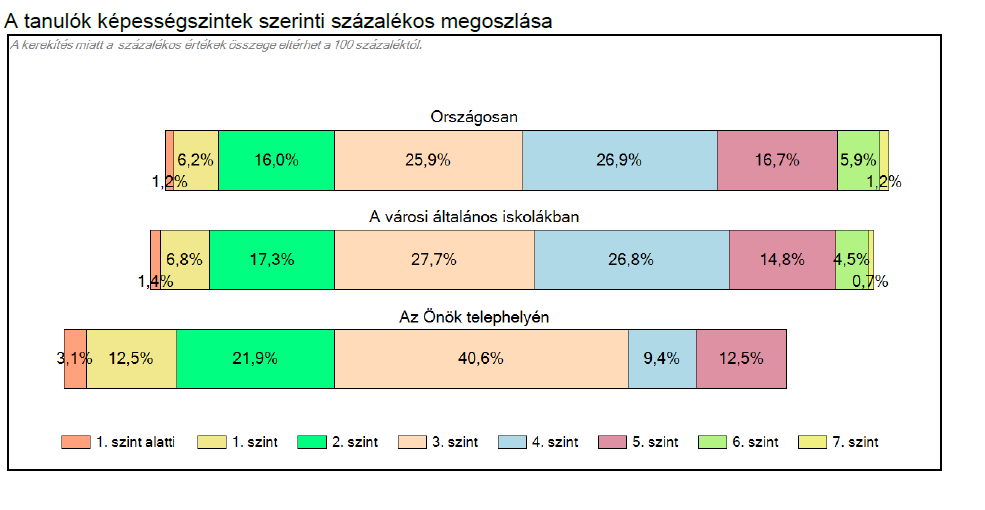 A tanulók képességszintek szerinti százalékos megoszlása
A kerekítés miatt a százalékos értékek összege eltérhet a 100 százaléktól.
Országosan
1,2% 6,2% 16,0% 25,9% 26,9% 16,7% 5,9% 1,2%
A városi általános iskolákban
1,4% 6,8% 17,3% 27,7% 26,8% 14,8% 4,5% 0,7%
Az Önök telephelyén
3,1% 12,5% 21,9% 40,6% 9,4% 12,5%
1. szint alatti 1. szint 2. szint 3. szint 4. szint 5. szint 6. szint 7. szint